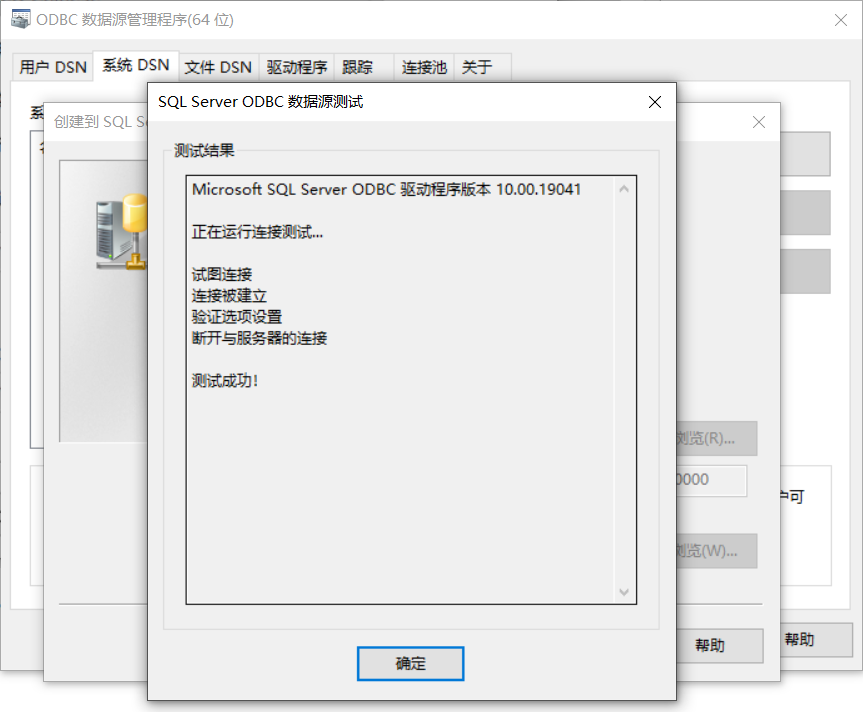 ODBC 数据源管理程序(64 位)
用户 DSN
系统 DSN
文件 DSN
驱动程序
跟踪
连接池
关于
创建到 SQL
SQL Server ODBC 数据源测试
测试结果
Microsoft SQL Server ODBC 驱动程序版本 10.00.19041
正在运行连接测试...
试图连接
连接被建立
验证选项设置
断开与服务器的连接
测试成功!
浏览(R)...
0000
户可
浏览(W)...
确定
帮助
帮助